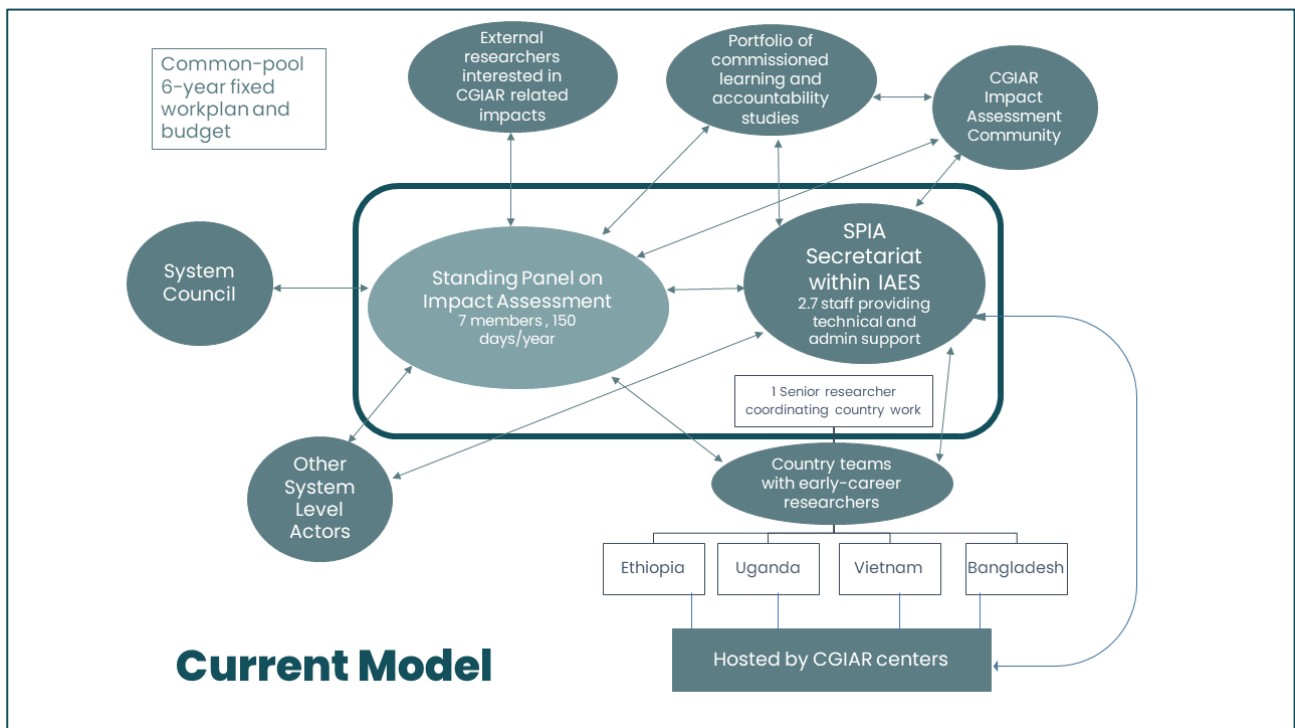 Common-pool
6-year fixed
workplan and
budget
External
researchers
interested in
CGIAR related
impacts
Portfolio of
commissioned
learning and
accountability
studies
CGIAR
Impact
Assessment
Community
System
Council
Standing Panel on
Impact Assessment
7 members , 150
days/year
SPIA
Secretariat
within IAES
2.7 staff providing
technical and
admin support
1 Senior researcher
coordinating country work
Other
System
Level
Actors
Country teams
with early-career
researchers
Ethiopia
Uganda
Vietnam
Bangladesh
Hosted by CGIAR centers
Current Model